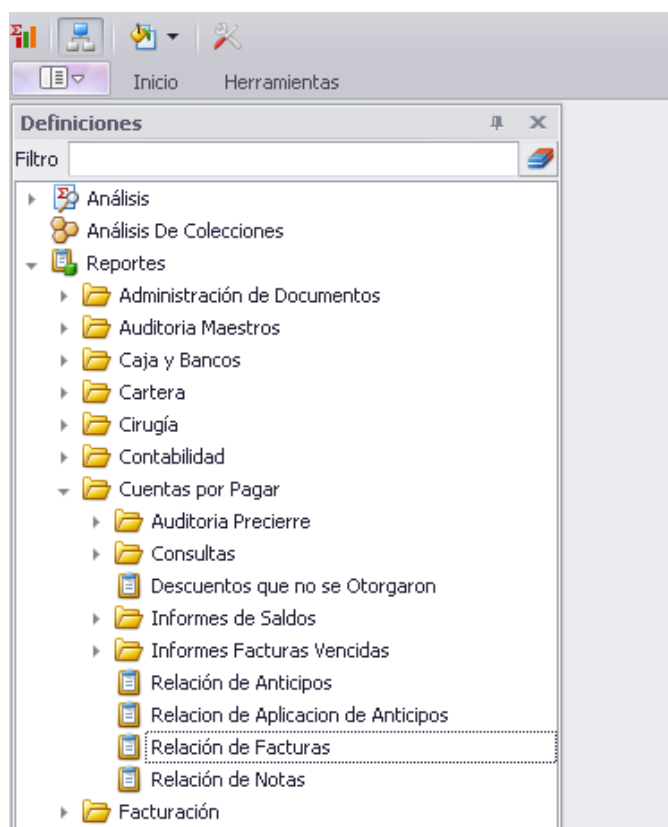 Inicio Herramientas
Definiciones
Filtro
Análisis
Análisis De Colecciones
Reportes
Administración de Documentos
Auditoria Maestros
Caja y Bancos
Cartera
Cirugía
Contabilidad
Cuentas por Pagar
Auditoria Precierre
Consultas
Descuentos que no se Otorgaron
Informes de Saldos
Informes Facturas Vencidas
Relación de Anticipos
Relacion de Aplicacion de Anticipos
Relación de Facturas
Relación de Notas
Facturación